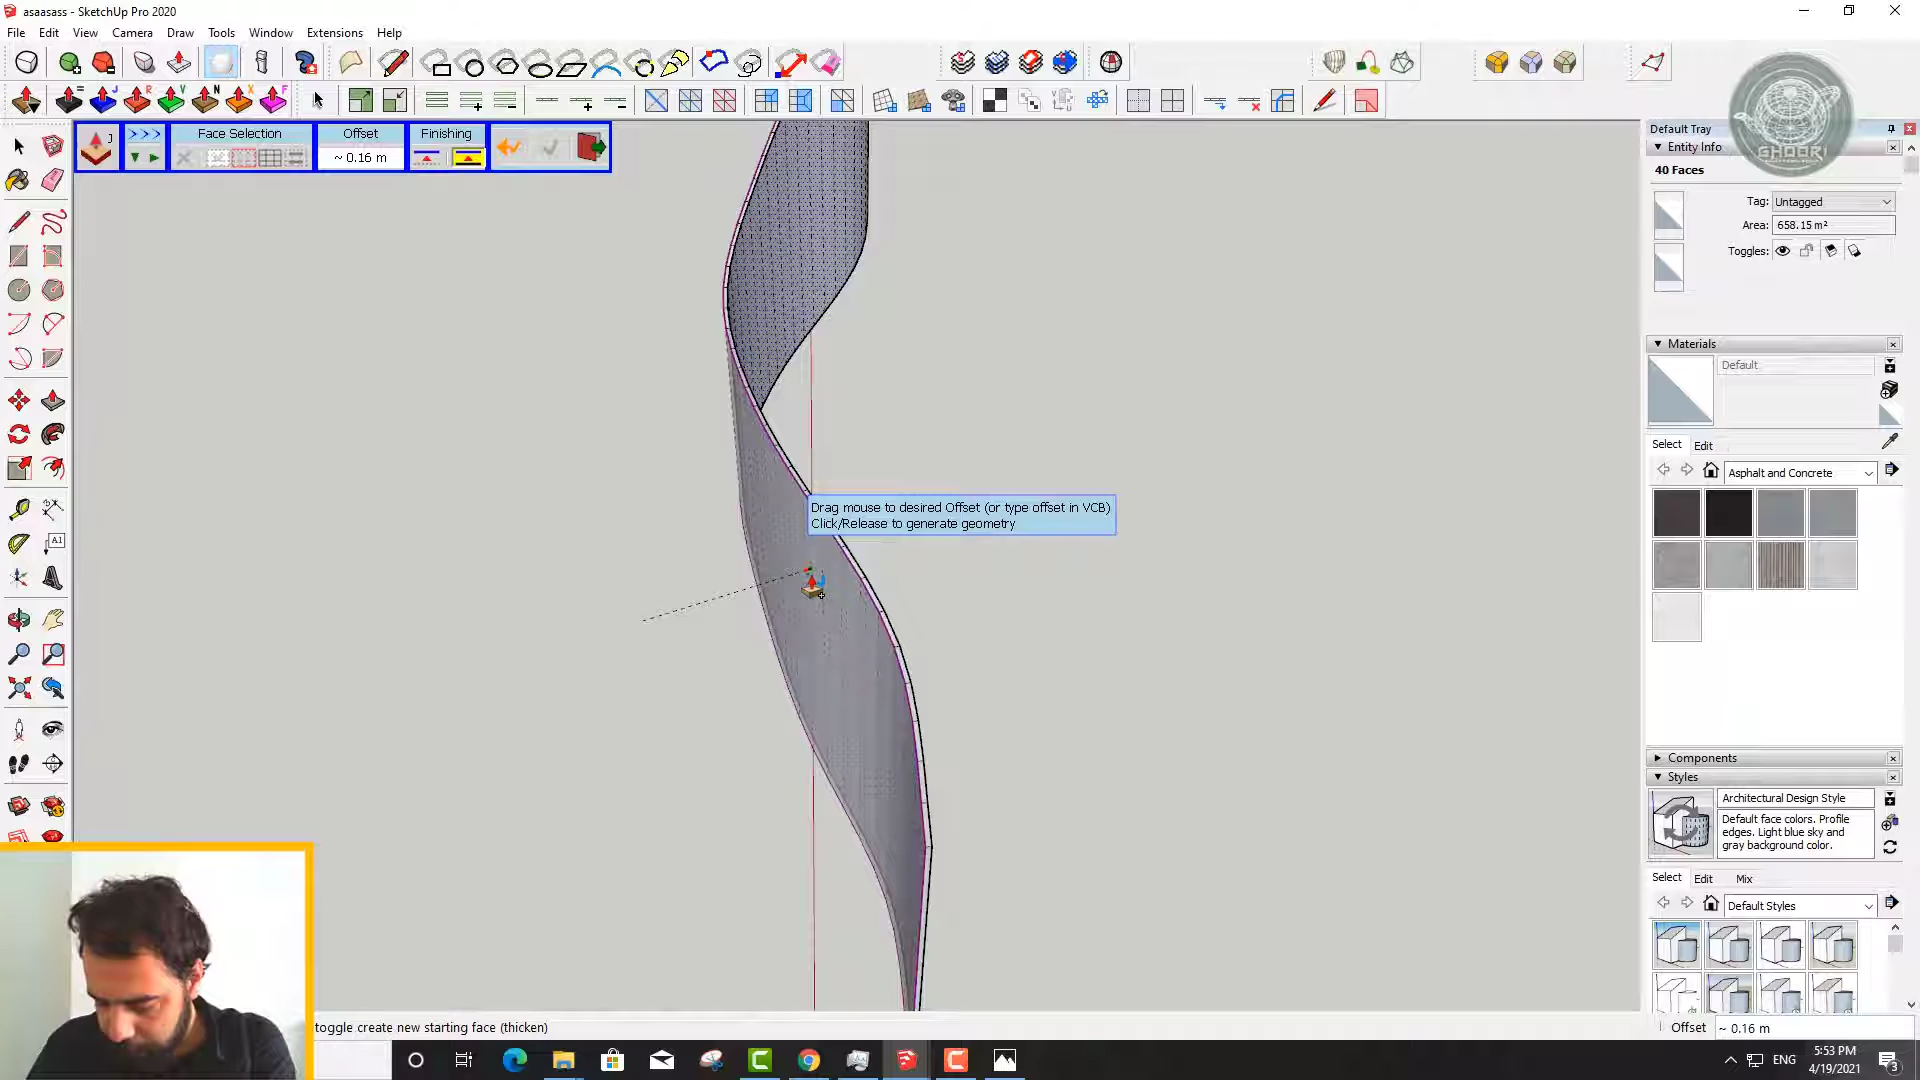 asaasass - SketchUp Pro 2020
File Edit View Camera Draw Tools Window Extensions Help
= J R V N X F
J >>> Face Selection Offset Finishing
~ 0.16 m
GHOORI
Default Tray
Entity Info
40 Faces
Tag: Untagged
Area: 658.15 m²
Toggles:
Materials
Default
Select Edit
Asphalt and Concrete
Drag mouse to desired Offset (or type offset in VCB)
Click/Release to generate geometry
A1
Components
Styles
Architectural Design Style
Default face colors. Profile
edges. Light blue sky and
gray background color.
Select Edit Mix
Default Styles
toggle create new starting face (thicken)
Offset ~ 0.16 m
ENG
5:53 PM
4/19/2021
3